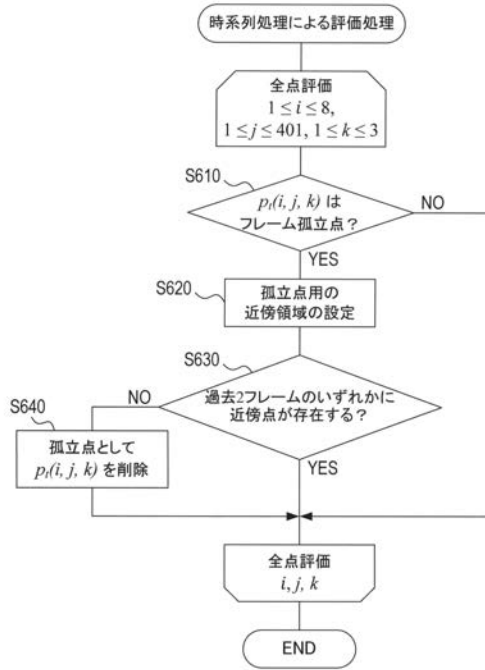 時系列処理による評価処理
全点評価
1 ≤ i ≤ 8,
1 ≤ j ≤ 401, 1 ≤ k ≤ 3
S610
pₜ(i, j, k) は
フレーム孤立点？
NO
YES
S620
孤立点用の
近傍領域の設定
S630
過去2フレームのいずれかに
近傍点が存在する？
NO
S640
YES
孤立点として
pₜ(i, j, k) を削除
全点評価
i, j, k
END